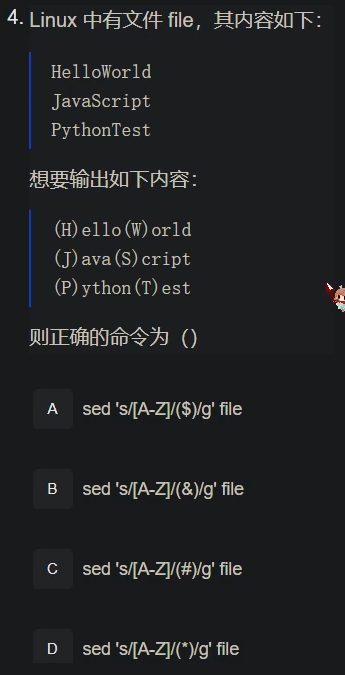 4. Linux 中有文件 file，其内容如下：
HelloWorld
JavaScript
PythonTest
想要输出如下内容：
(H)ello(W)orld
(J)ava(S)cript
(P)ython(T)est
则正确的命令为（）
A sed 's/[A-Z]/($)/g' file
B sed 's/[A-Z]/(&)/g' file
C sed 's/[A-Z]/(#)/g' file
D sed 's/[A-Z]/(*)/g' file